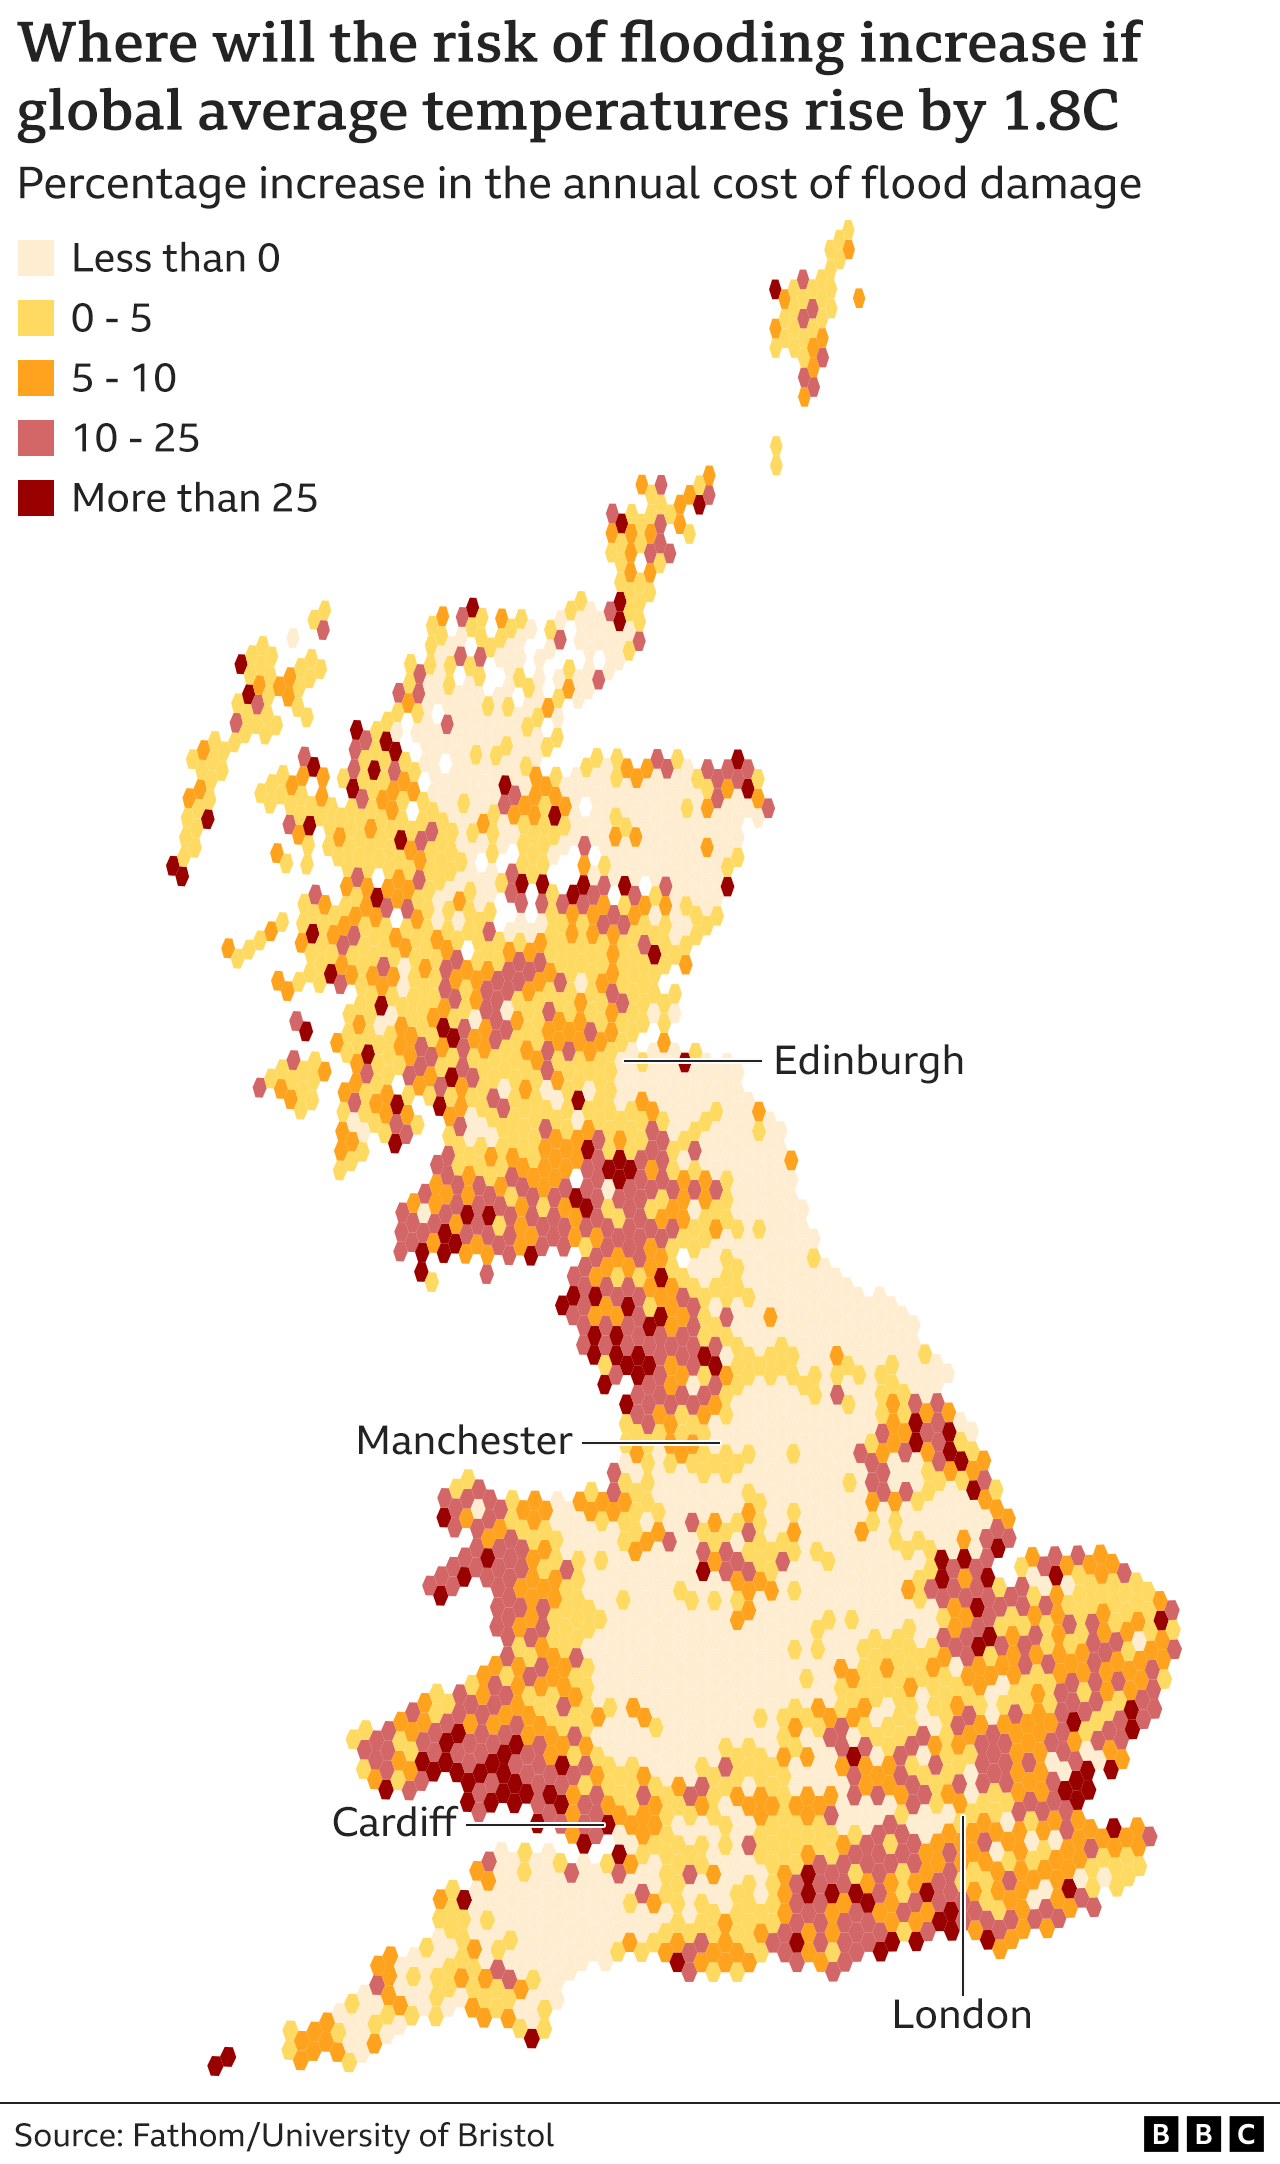 Where will the risk of flooding increase if
global average temperatures rise by 1.8C
Percentage increase in the annual cost of flood damage
Less than 0
0 - 5
5 - 10
10 - 25
More than 25
Edinburgh
Manchester
Cardiff
London
Source: Fathom/University of Bristol
BBC